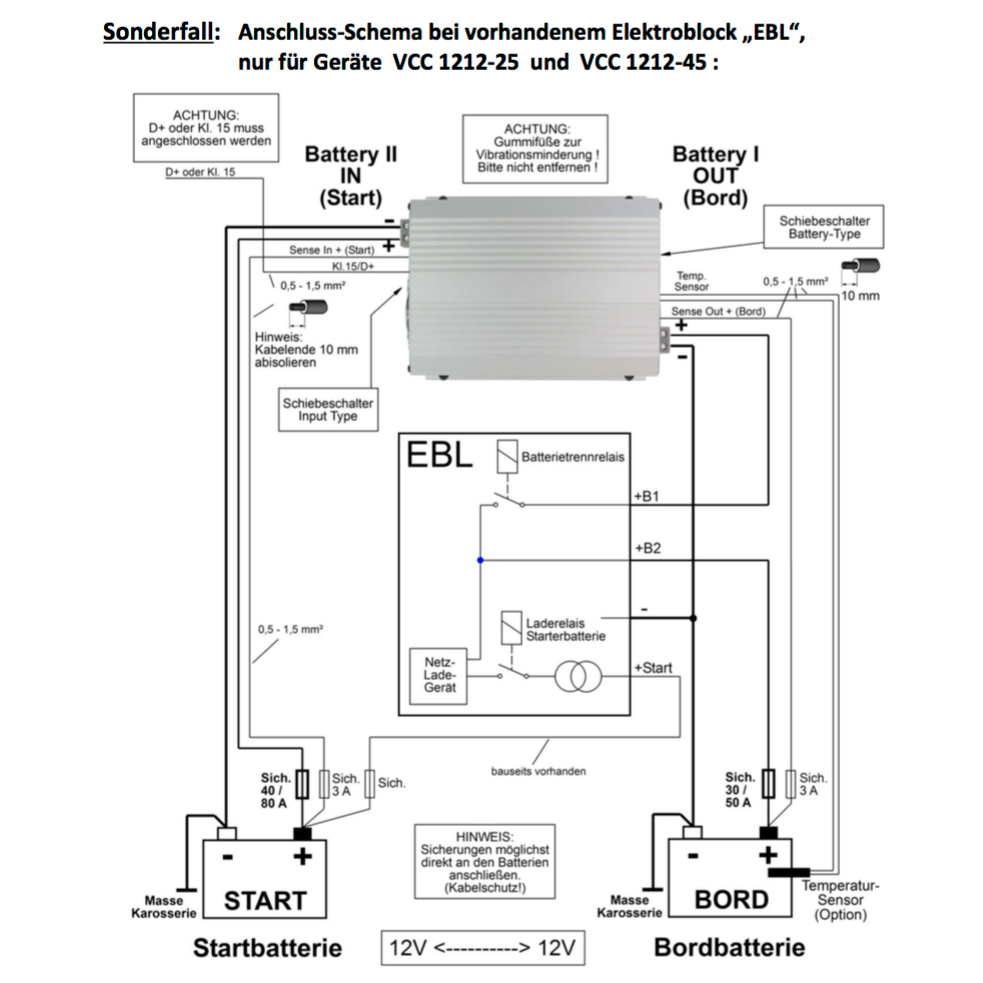 Sonderfall: Anschluss-Schema bei vorhandenem Elektroblock „EBL“,
nur für Geräte VCC 1212-25 und VCC 1212-45 :
ACHTUNG:
D+ oder Kl. 15 muss
angeschlossen werden
D+ oder Kl. 15
Battery II
IN
(Start)
ACHTUNG:
Gummifüße zur
Vibrationsminderung !
Bitte nicht entfernen !
Battery I
OUT
(Bord)
Schiebeschalter
Battery-Type
-
+
Sense In + (Start)
Kl.15/D+
0,5 - 1,5 mm²
Hinweis:
Kabelende 10 mm
abisolieren
Schiebeschalter
Input Type
Temp.
Sensor
0,5 - 1,5 mm²
10 mm
Sense Out + (Bord)
+
-
EBL
Batterietrennrelais
+B1
+B2
-
Laderelais
Starterbatterie
Netz-
Lade-
Gerät
+Start
0,5 - 1,5 mm²
bauseits vorhanden
Sich.
40 /
80 A
Sich.
3 A
Sich.
Sich.
30 /
50 A
Sich.
3 A
HINWEIS:
Sicherungen möglichst
direkt an den Batterien
anschließen.
(Kabelschutz!)
- +
START
Masse
Karosserie
Startbatterie
12V <----------> 12V
- +
BORD
Masse
Karosserie
Temperatur-
Sensor
(Option)
Bordbatterie